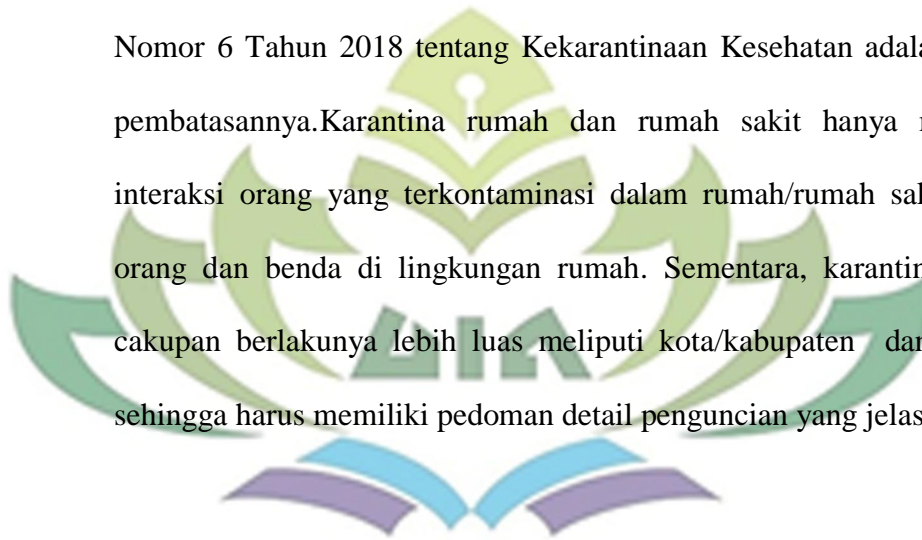 Nomor 6 Tahun 2018 tentang Kekarantinaan Kesehatan
pembatasannya.Karantina rumah dan rumah sakit hanya
interaksi orang yang terkontaminasi dalam rumah/rumah
orang dan benda di lingkungan rumah. Sementara,
cakupan berlakunya lebih luas meliputi kota/kabupaten
sehingga harus memiliki pedoman detail penguncian yang jelas